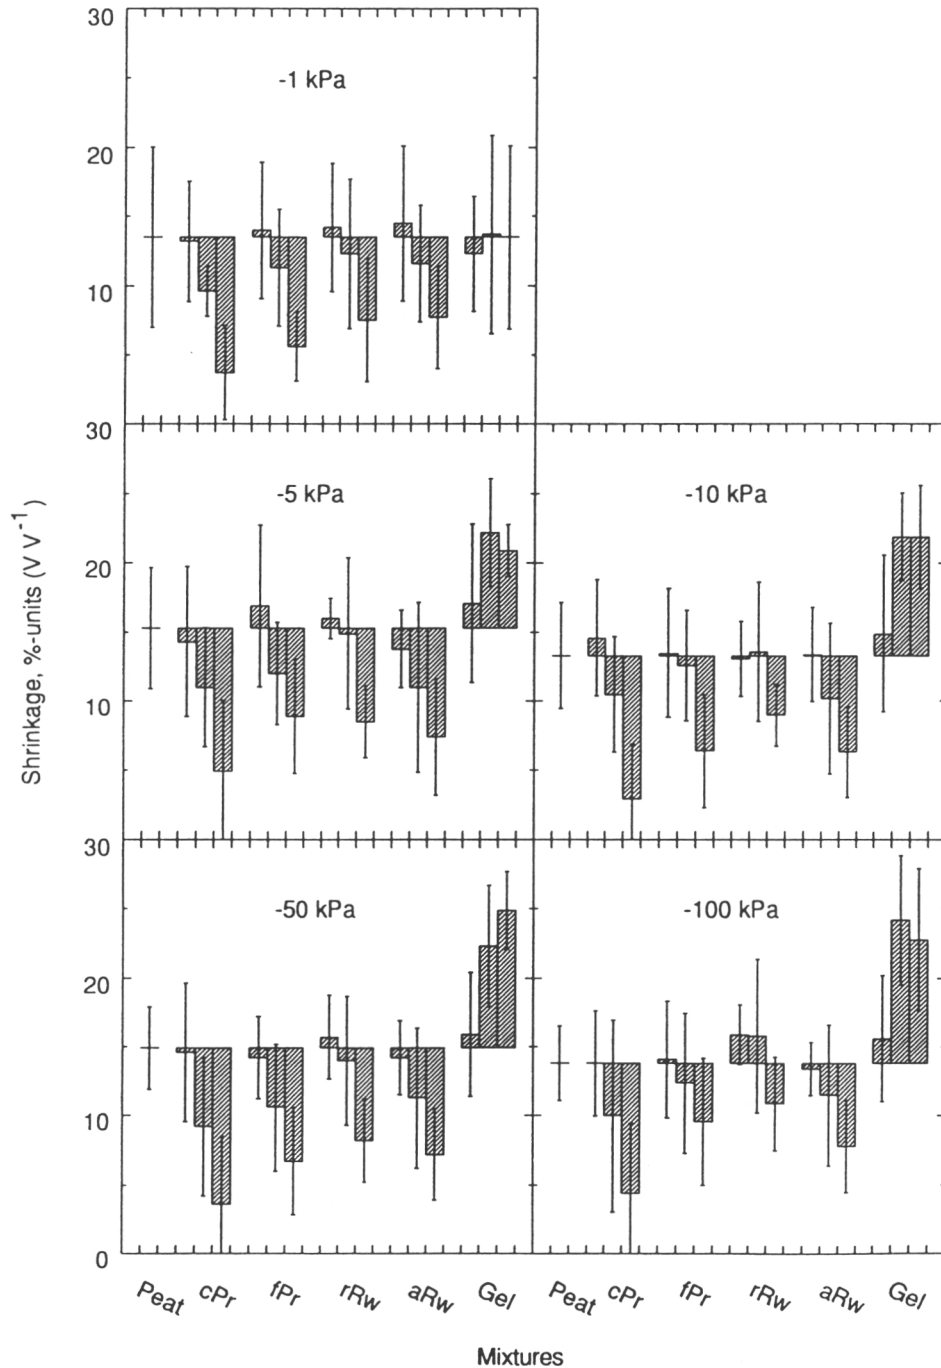 30
-1 kPa
20
10
30
-5 kPa
-10 kPa
20
10
Shrinkage, %-units (V V⁻¹)
30
-50 kPa
-100 kPa
20
10
0
Peat cPr fPr rRw aRw Gel Peat cPr fPr rRw aRw Gel
Mixtures